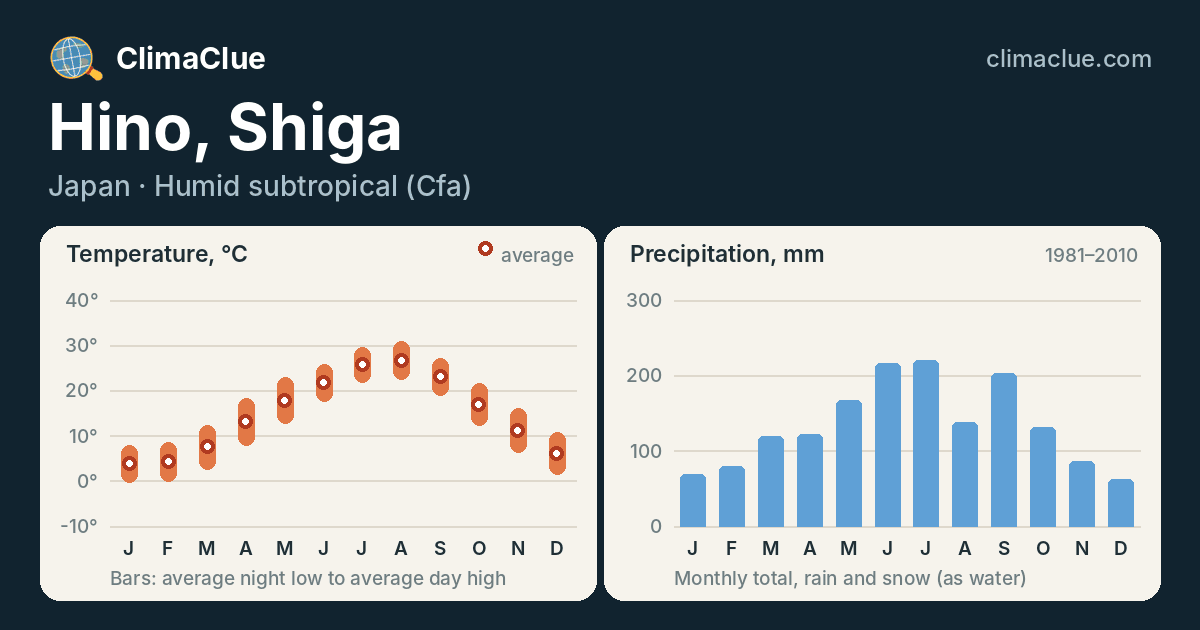 ClimaClue
climaclue.com
Hino, Shiga
Japan · Humid subtropical (Cfa)
Temperature, °C
average
40°
30°
20°
10°
0°
-10°
J F M A M J J A S O N D
Bars: average night low to average day high
Precipitation, mm
1981–2010
300
200
100
0
J F M A M J J A S O N D
Monthly total, rain and snow (as water)